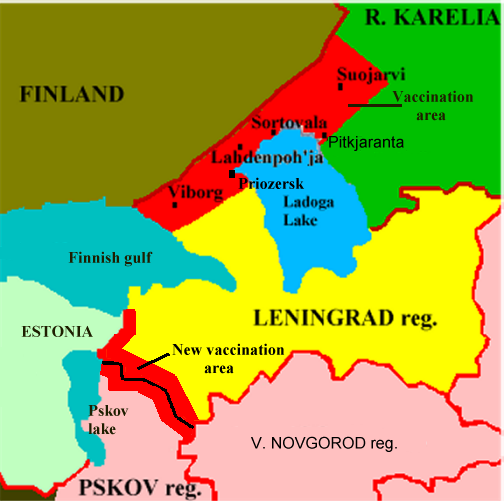 R. KARELIA
FINLAND
Suojarvi
Vaccination
area
Sortovala
Pitkjaranta
Lahdenpoh'ja
Priozersk
Viborg
Ladoga
Lake
Finnish gulf
LENINGRAD reg.
ESTONIA
New vaccination
area
Pskov
lake
V. NOVGOROD reg.
PSKOV reg.